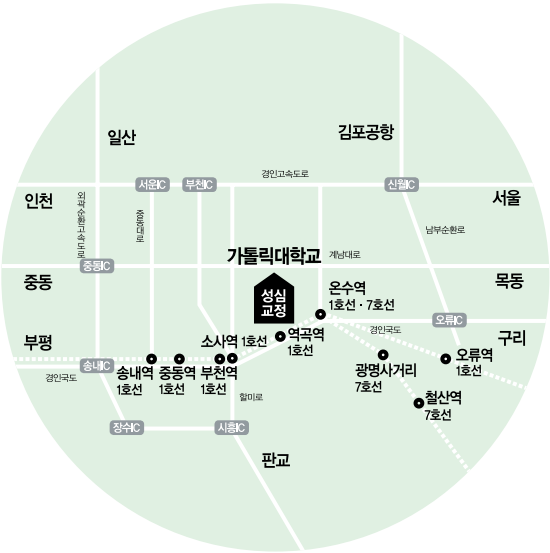 일산
김포공항
경인고속도로
서운IC
부천IC
신월IC
인천
외곽순환고속도로
중동대로
서울
남부순환로
가톨릭대학교
계남대로
중동IC
중동
성심
교정
온수역
1호선 · 7호선
목동
오류IC
부평
소사역 1호선
역곡역
1호선
경인국도
구리
송내IC
경인국도
송내역
1호선
중동역
1호선
부천역
1호선
광명사거리
7호선
오류역
1호선
할미로
철산역
7호선
장수IC
시흥IC
판교